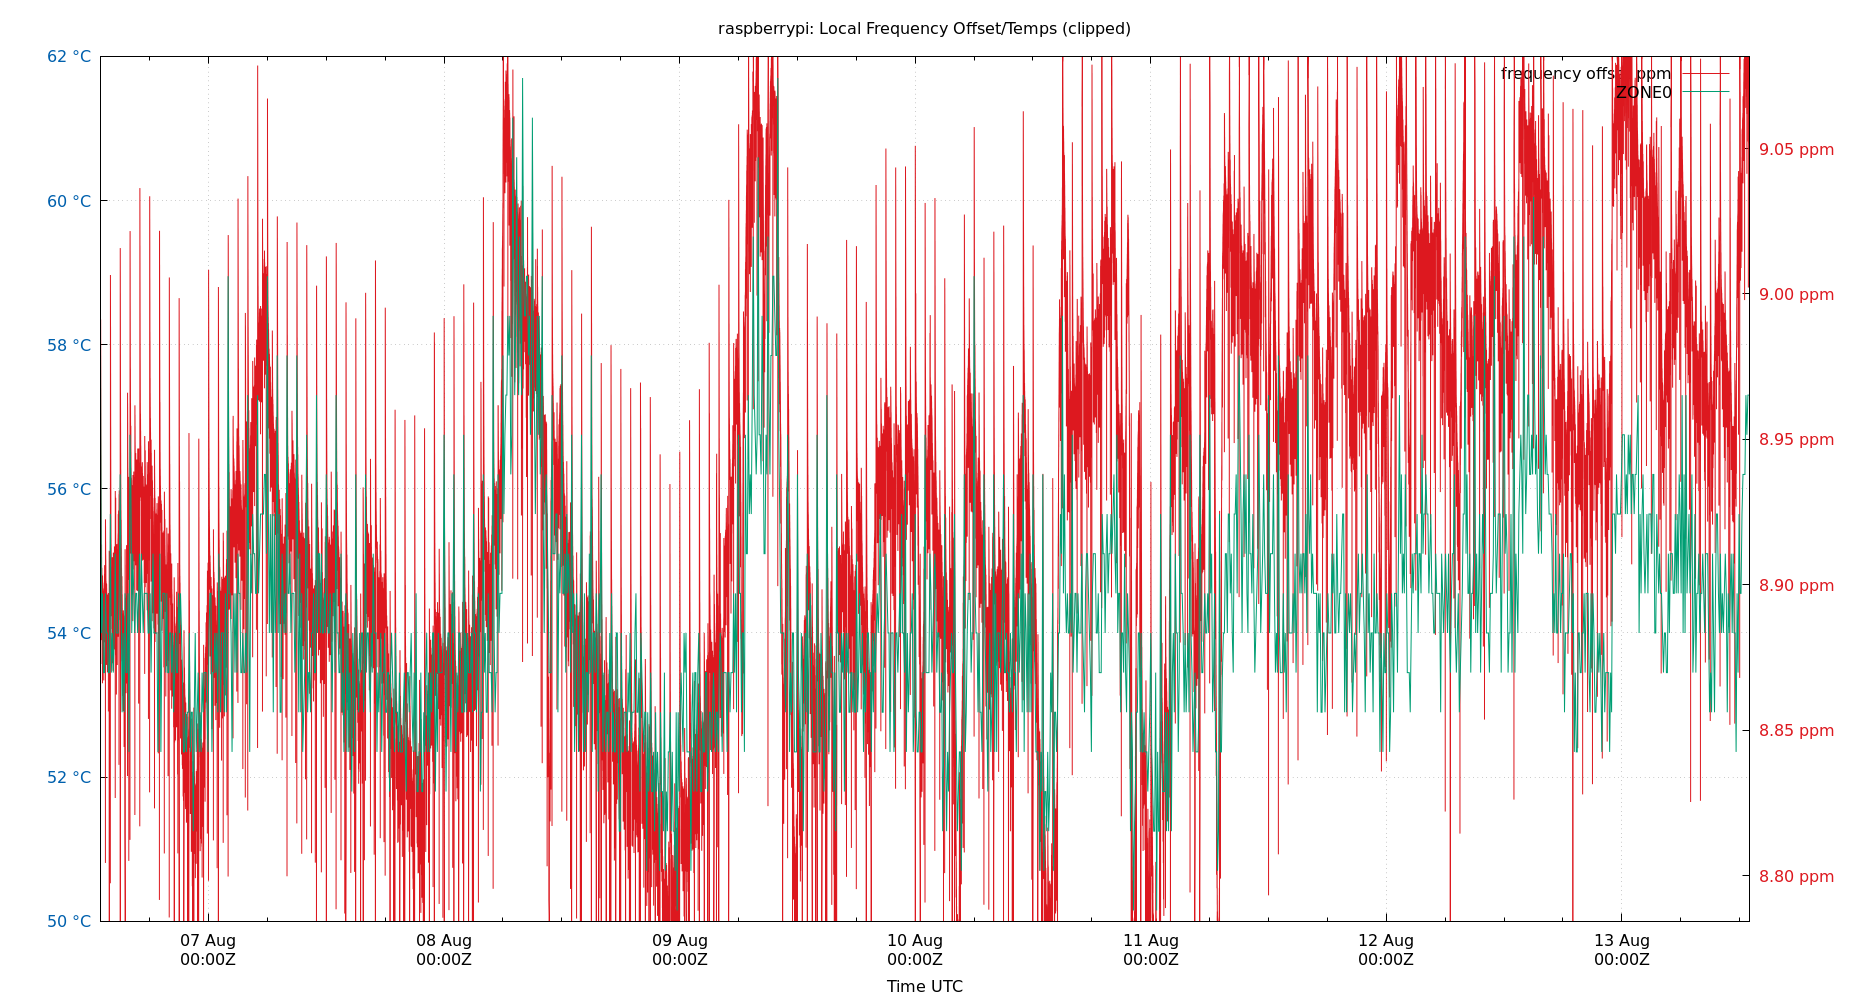 raspberrypi: Local Frequency Offset/Temps (clipped)
62 °C
60 °C
58 °C
56 °C
54 °C
52 °C
50 °C
frequency offset ppm
ZONE0
9.05 ppm
9.00 ppm
8.95 ppm
8.90 ppm
8.85 ppm
8.80 ppm
07 Aug
00:00Z
08 Aug
00:00Z
09 Aug
00:00Z
10 Aug
00:00Z
11 Aug
00:00Z
12 Aug
00:00Z
13 Aug
00:00Z
Time UTC